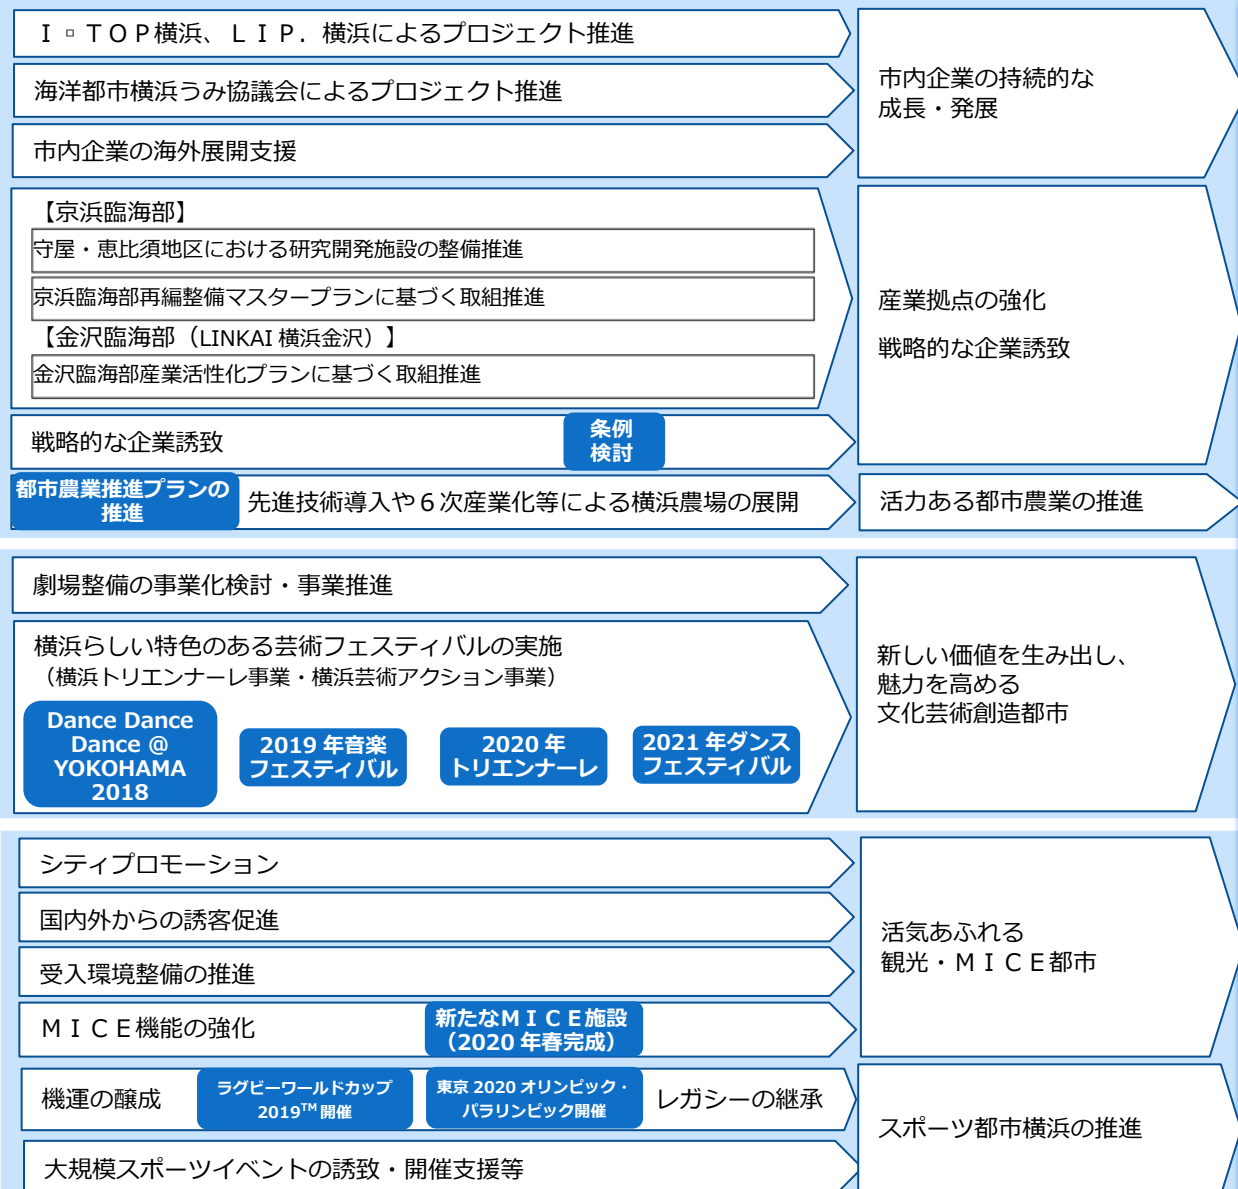 Ｉ▫ＴＯＰ横浜、ＬＩＰ．横浜によるプロジェクト推進
海洋都市横浜うみ協議会によるプロジェクト推進
市内企業の海外展開支援
市内企業の持続的な
成長・発展
【京浜臨海部】
守屋・恵比須地区における研究開発施設の整備推進
京浜臨海部再編整備マスタープランに基づく取組推進
【金沢臨海部（LINKAI 横浜金沢）】
金沢臨海部産業活性化プランに基づく取組推進
戦略的な企業誘致
条例
検討
産業拠点の強化
戦略的な企業誘致
都市農業推進プランの
推進
先進技術導入や６次産業化等による横浜農場の展開
活力ある都市農業の推進
劇場整備の事業化検討・事業推進
横浜らしい特色のある芸術フェスティバルの実施
（横浜トリエンナーレ事業・横浜芸術アクション事業）
Dance Dance
Dance @
YOKOHAMA
2018
2019 年音楽
フェスティバル
2020 年
トリエンナーレ
2021 年ダンス
フェスティバル
新しい価値を生み出し、
魅力を高める
文化芸術創造都市
シティプロモーション
国内外からの誘客促進
受入環境整備の推進
ＭＩＣＥ機能の強化
新たなＭＩＣＥ施設
（2020 年春完成）
活気あふれる
観光・ＭＩＣＥ都市
機運の醸成
ラグビーワールドカップ
2019™ 開催
東京 2020 オリンピック・
パラリンピック開催
レガシーの継承
大規模スポーツイベントの誘致・開催支援等
スポーツ都市横浜の推進